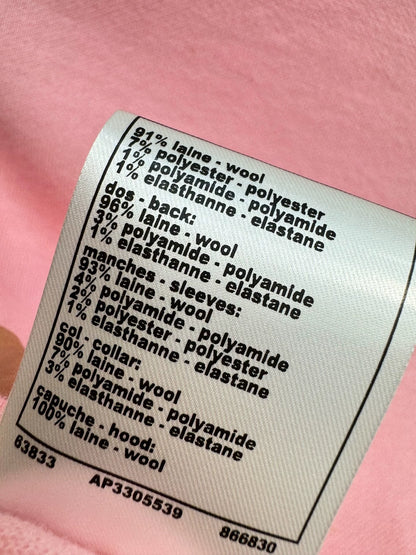 91% laine - wool
7% polyester - polyester
1% polyamide - polyamide
1% elasthanne - elastane
dos - back:
96% laine - wool
3% polyamide - polyamide
1% elasthanne - elastane
manches - sleeves:
93% laine - wool
4% polyamide - polyamide
2% polyester - polyester
1% elasthanne - elastane
col - collar:
90% laine - wool
7% polyamide - polyamide
3% elasthanne - elastane
capuche - hood:
100% laine - wool
63833 AP3305539 866830